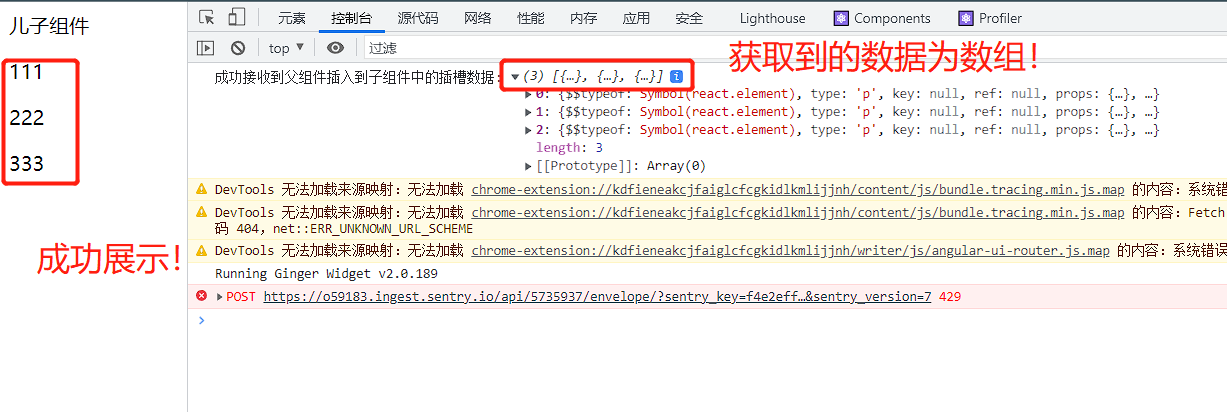 儿子组件
111
222
333
成功展示！
元素 控制台 源代码 网络 性能 内存 应用 安全 Lighthouse Components Profiler
top ▼ 过滤
获取到的数据为数组！
成功接收到父组件插入到子组件中的插槽数据： ▼(3) [{…}, {…}, {…}] i
▶ 0: {$$typeof: Symbol(react.element), type: 'p', key: null, ref: null, props: {…}, …}
▶ 1: {$$typeof: Symbol(react.element), type: 'p', key: null, ref: null, props: {…}, …}
▶ 2: {$$typeof: Symbol(react.element), type: 'p', key: null, ref: null, props: {…}, …}
length: 3
▶ [[Prototype]]: Array(0)
DevTools 无法加载来源映射：无法加载 chrome-extension://kdfieneakcjfaiglcfcgkidlkmlijjnh/content/js/bundle.tracing.min.js.map 的内容：系统错
DevTools 无法加载来源映射：无法加载 chrome-extension://kdfieneakcjfaiglcfcgkidlkmlijjnh/content/js/bundle.tracing.min.js.map 的内容：Fetch
码 404，net::ERR_UNKNOWN_URL_SCHEME
DevTools 无法加载来源映射：无法加载 chrome-extension://kdfieneakcjfaiglcfcgkidlkmlijjnh/writer/js/angular-ui-router.js.map 的内容：系统错误
Running Ginger Widget v2.0.189
▶ POST https://o59183.ingest.sentry.io/api/5735937/envelope/?sentry_key=f4e2eff…&sentry_version=7 429